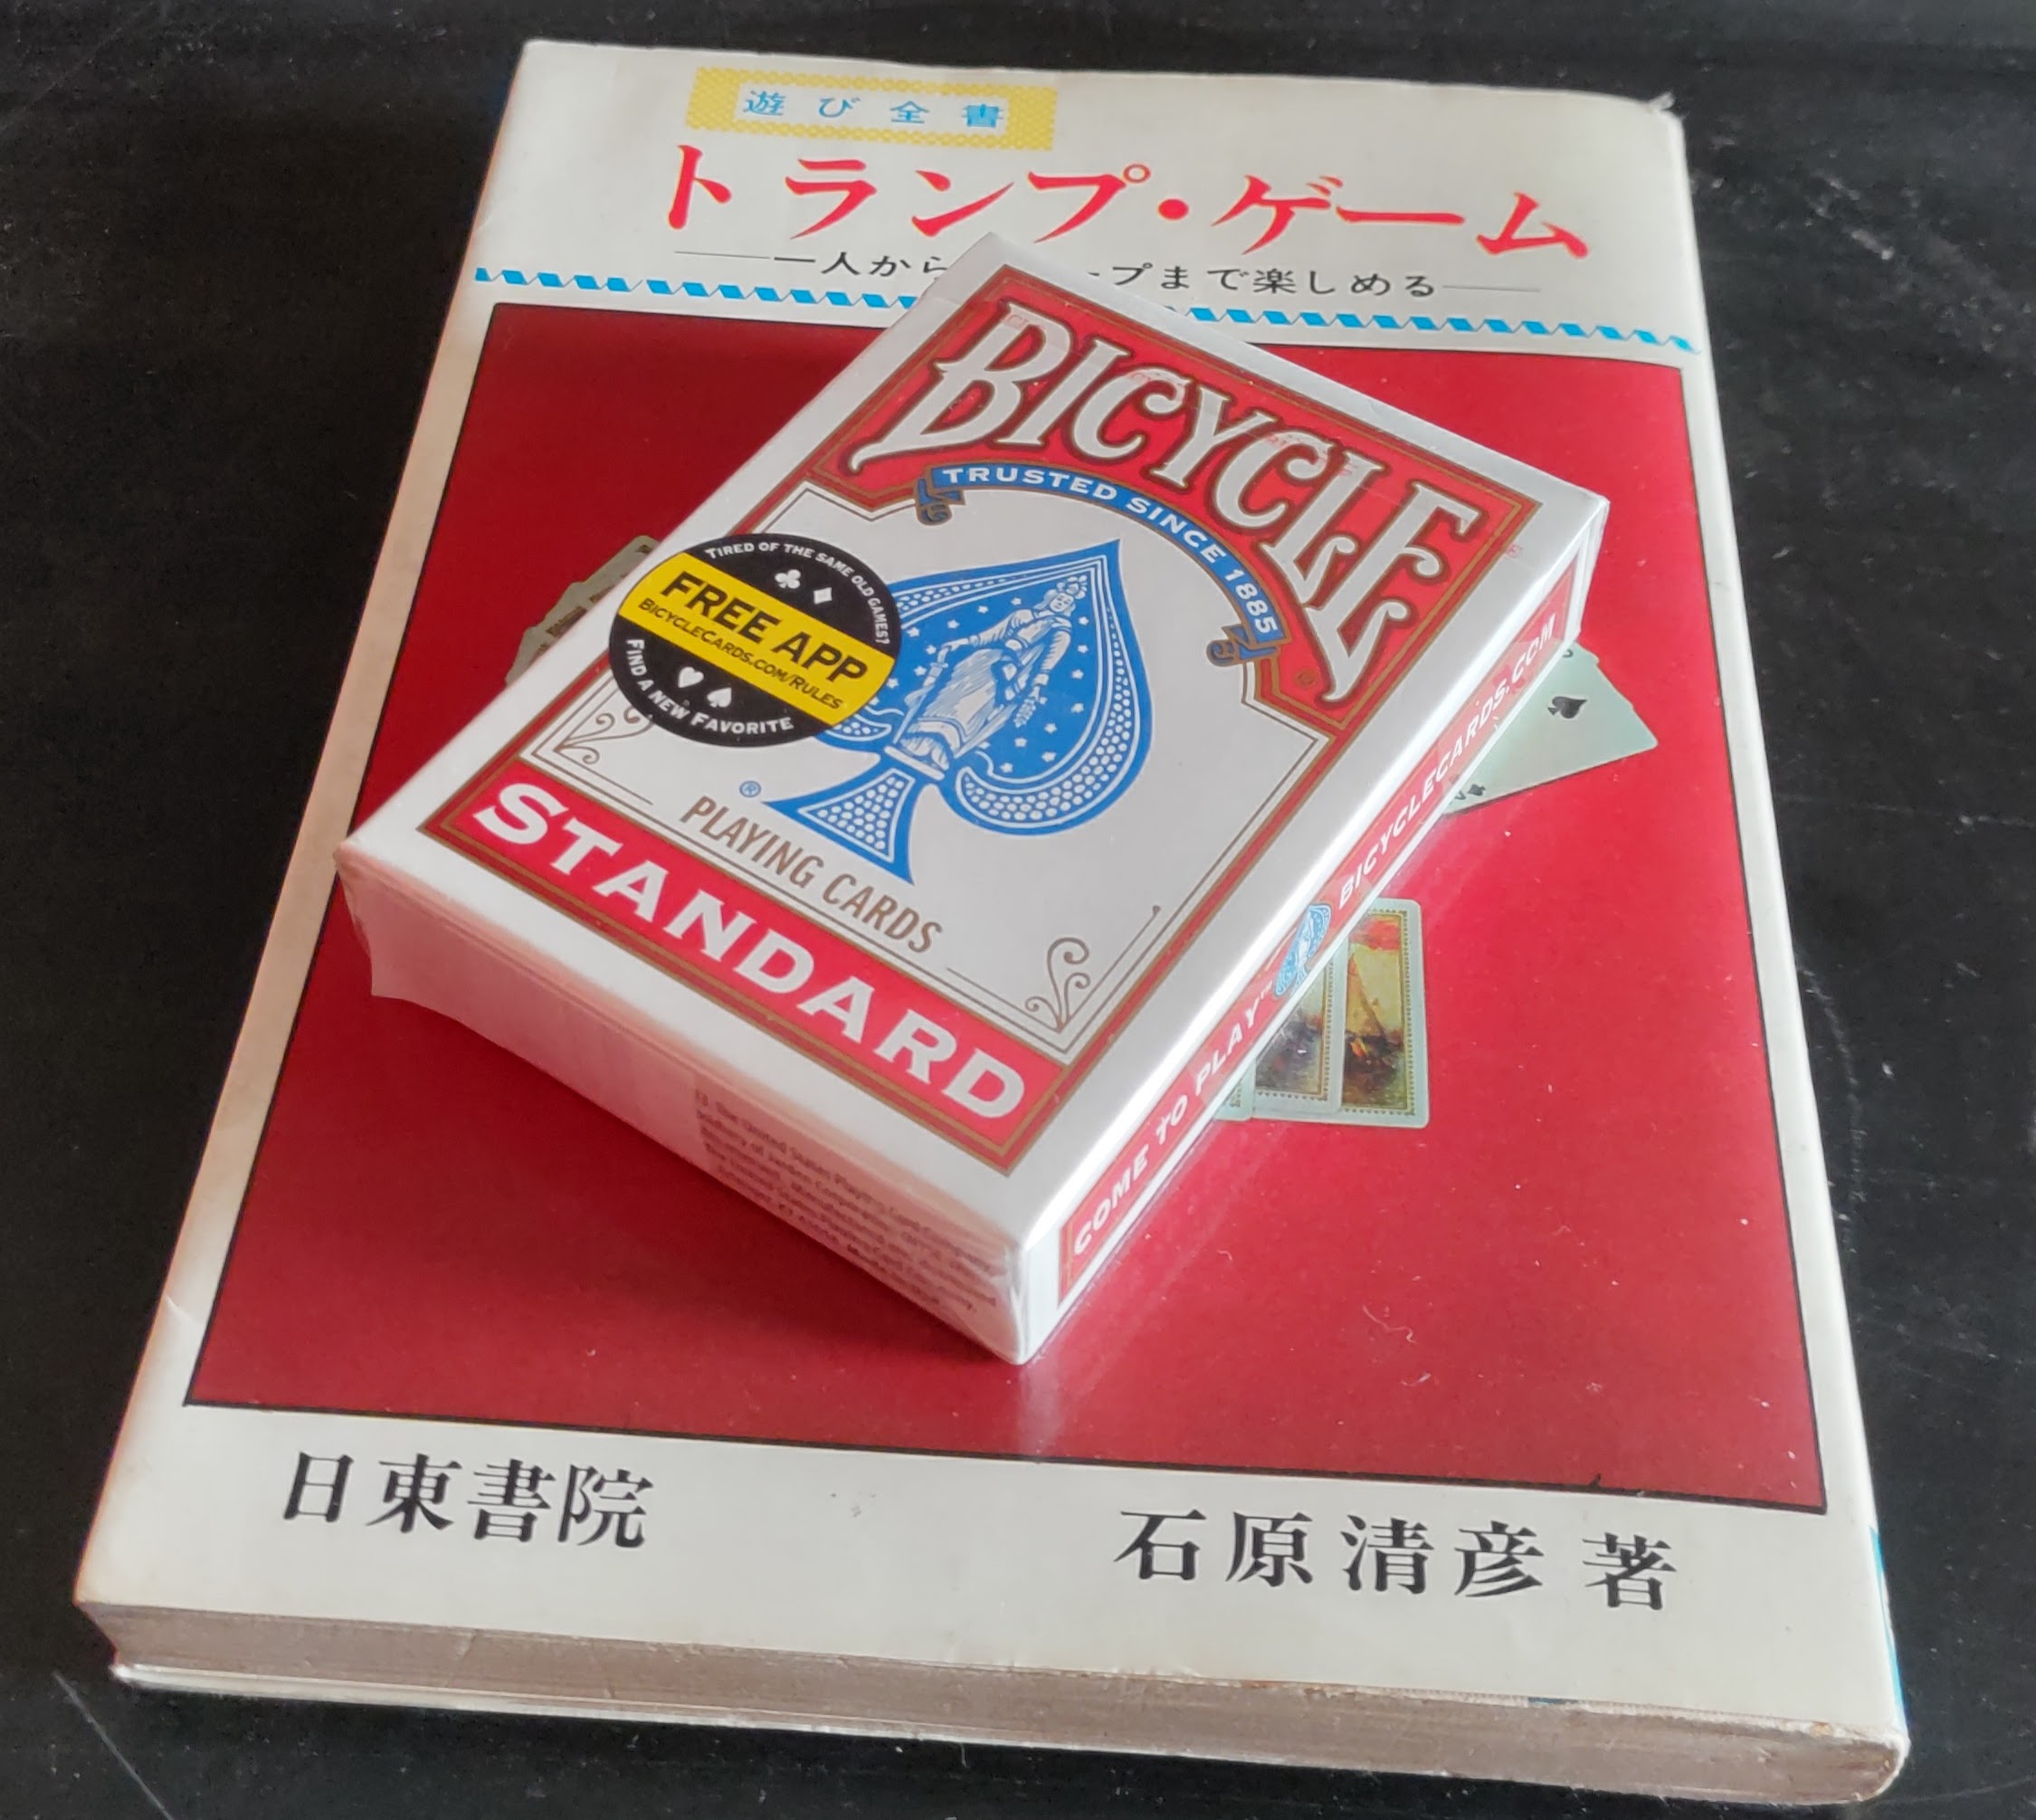 遊び全書
トランプ・ゲーム
一人から ープまで楽しめる
BICYCLE
®
TRUSTED SINCE 1885
TIRED OF THE SAME OLD GAMES?
FREE APP
BICYCLECARDS.COM/RULES
FIND A NEW FAVORITE
®
PLAYING CARDS
STANDARD
COME TO PLAY™ BICYCLECARDS.COM
日東書院
石原清彦 著